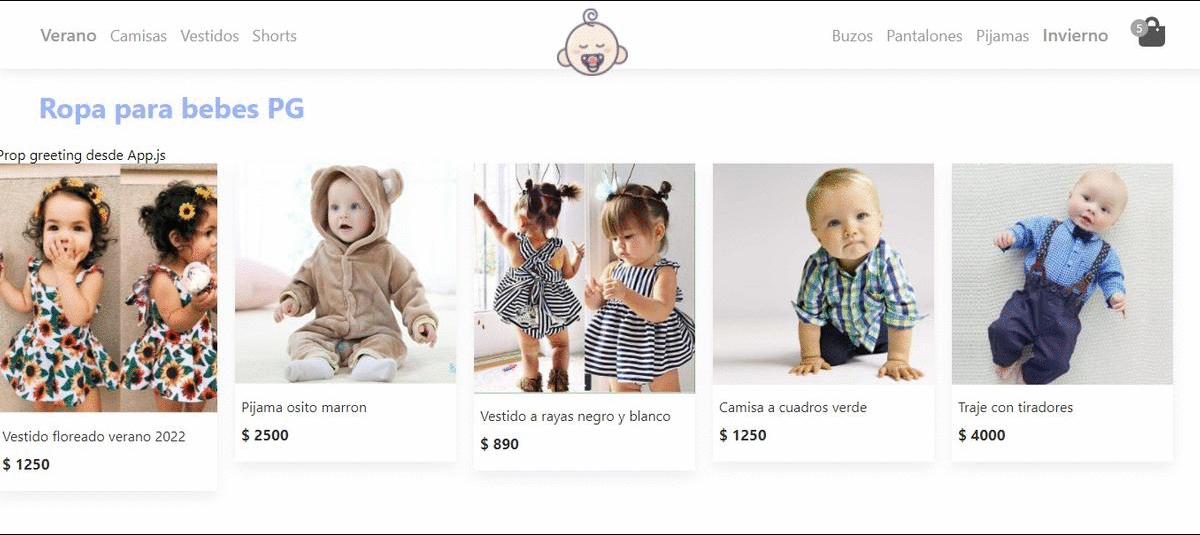 Verano Camisas Vestidos Shorts
Buzos Pantalones Pijamas Invierno 5
Ropa para bebes PG
Prop greeting desde App.js
Vestido floreado verano 2022
$ 1250
Pijama osito marron
$ 2500
Vestido a rayas negro y blanco
$ 890
Camisa a cuadros verde
$ 1250
Traje con tiradores
$ 4000